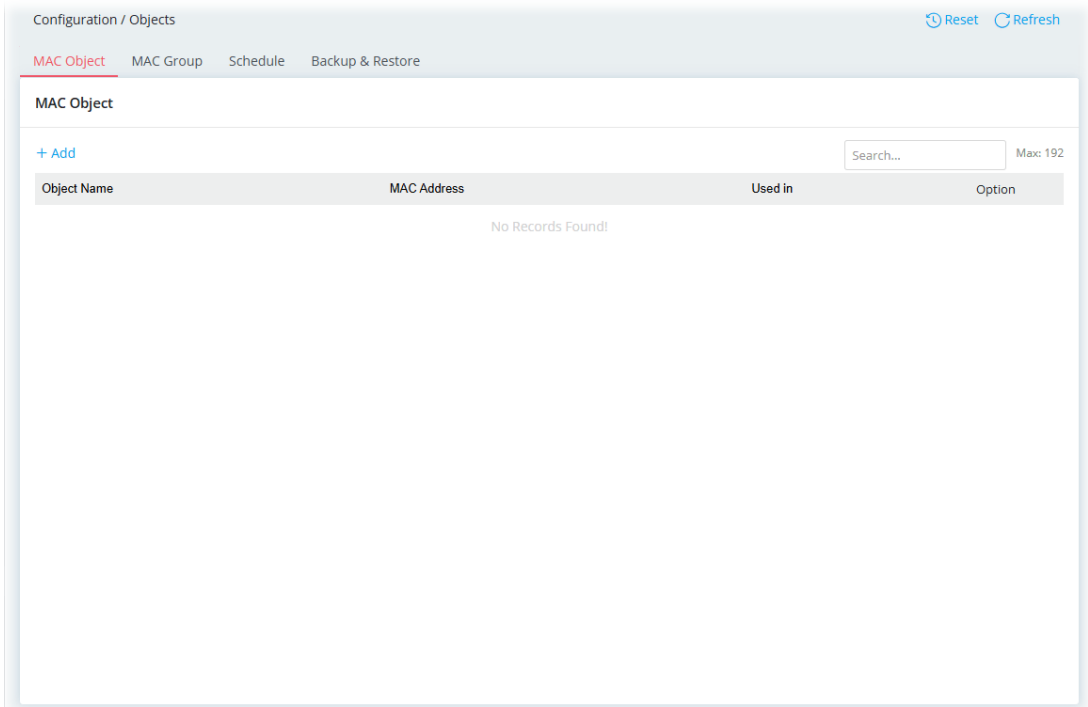 Configuration / Objects Reset Refresh
MAC Object MAC Group Schedule Backup & Restore
MAC Object
+ Add Search... Max: 192
Object Name MAC Address Used in Option
No Records Found!